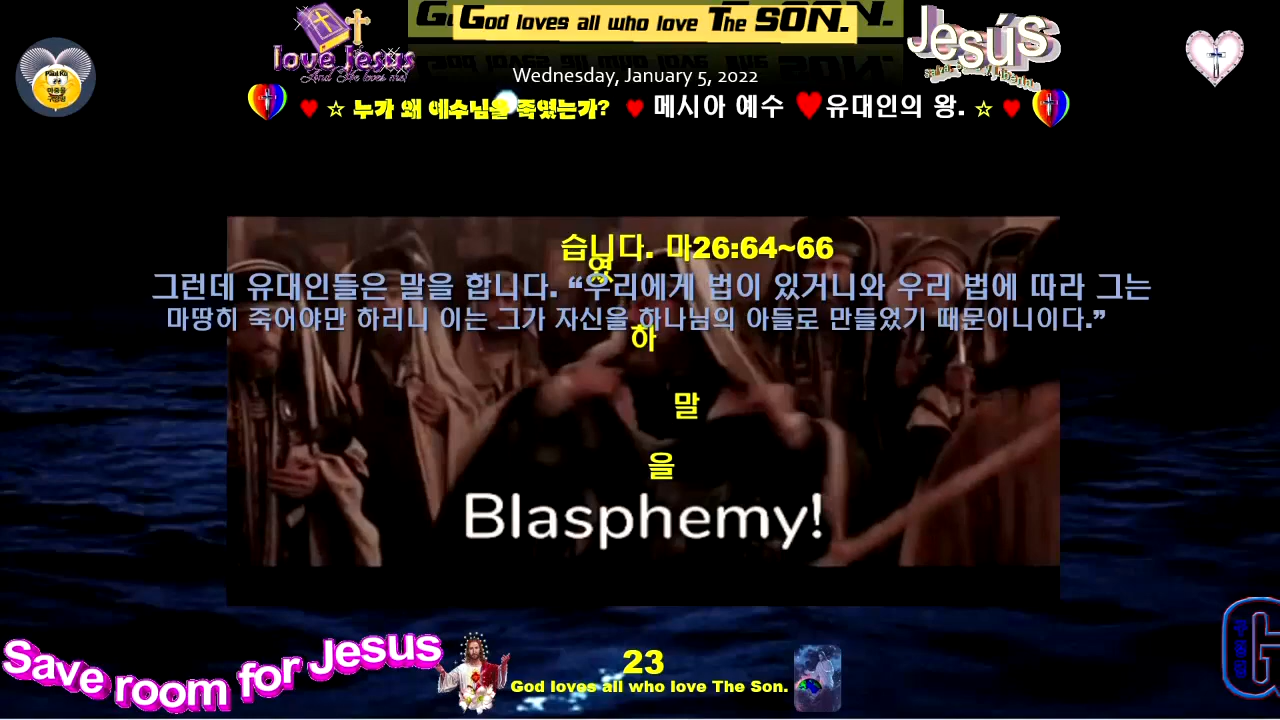 God loves all who love The SON.
love Jesus
And He loves me!
Jesús
Wednesday, January 5, 2022
누가 왜 예수님을 죽였는가? 메시아 예수 유대인의 왕.
습니다. 마26:64~66
였
그런데 유대인들은 말을 합니다. “우리에게 법이 있거니와 우리 법에 따라 그는
마땅히 죽어야만 하리니 이는 그가 자신을 하나님의 아들로 만들었기 때문이니이다.”
하
말
을
Blasphemy!
Save room for Jesus
23
God loves all who love The Son.
G